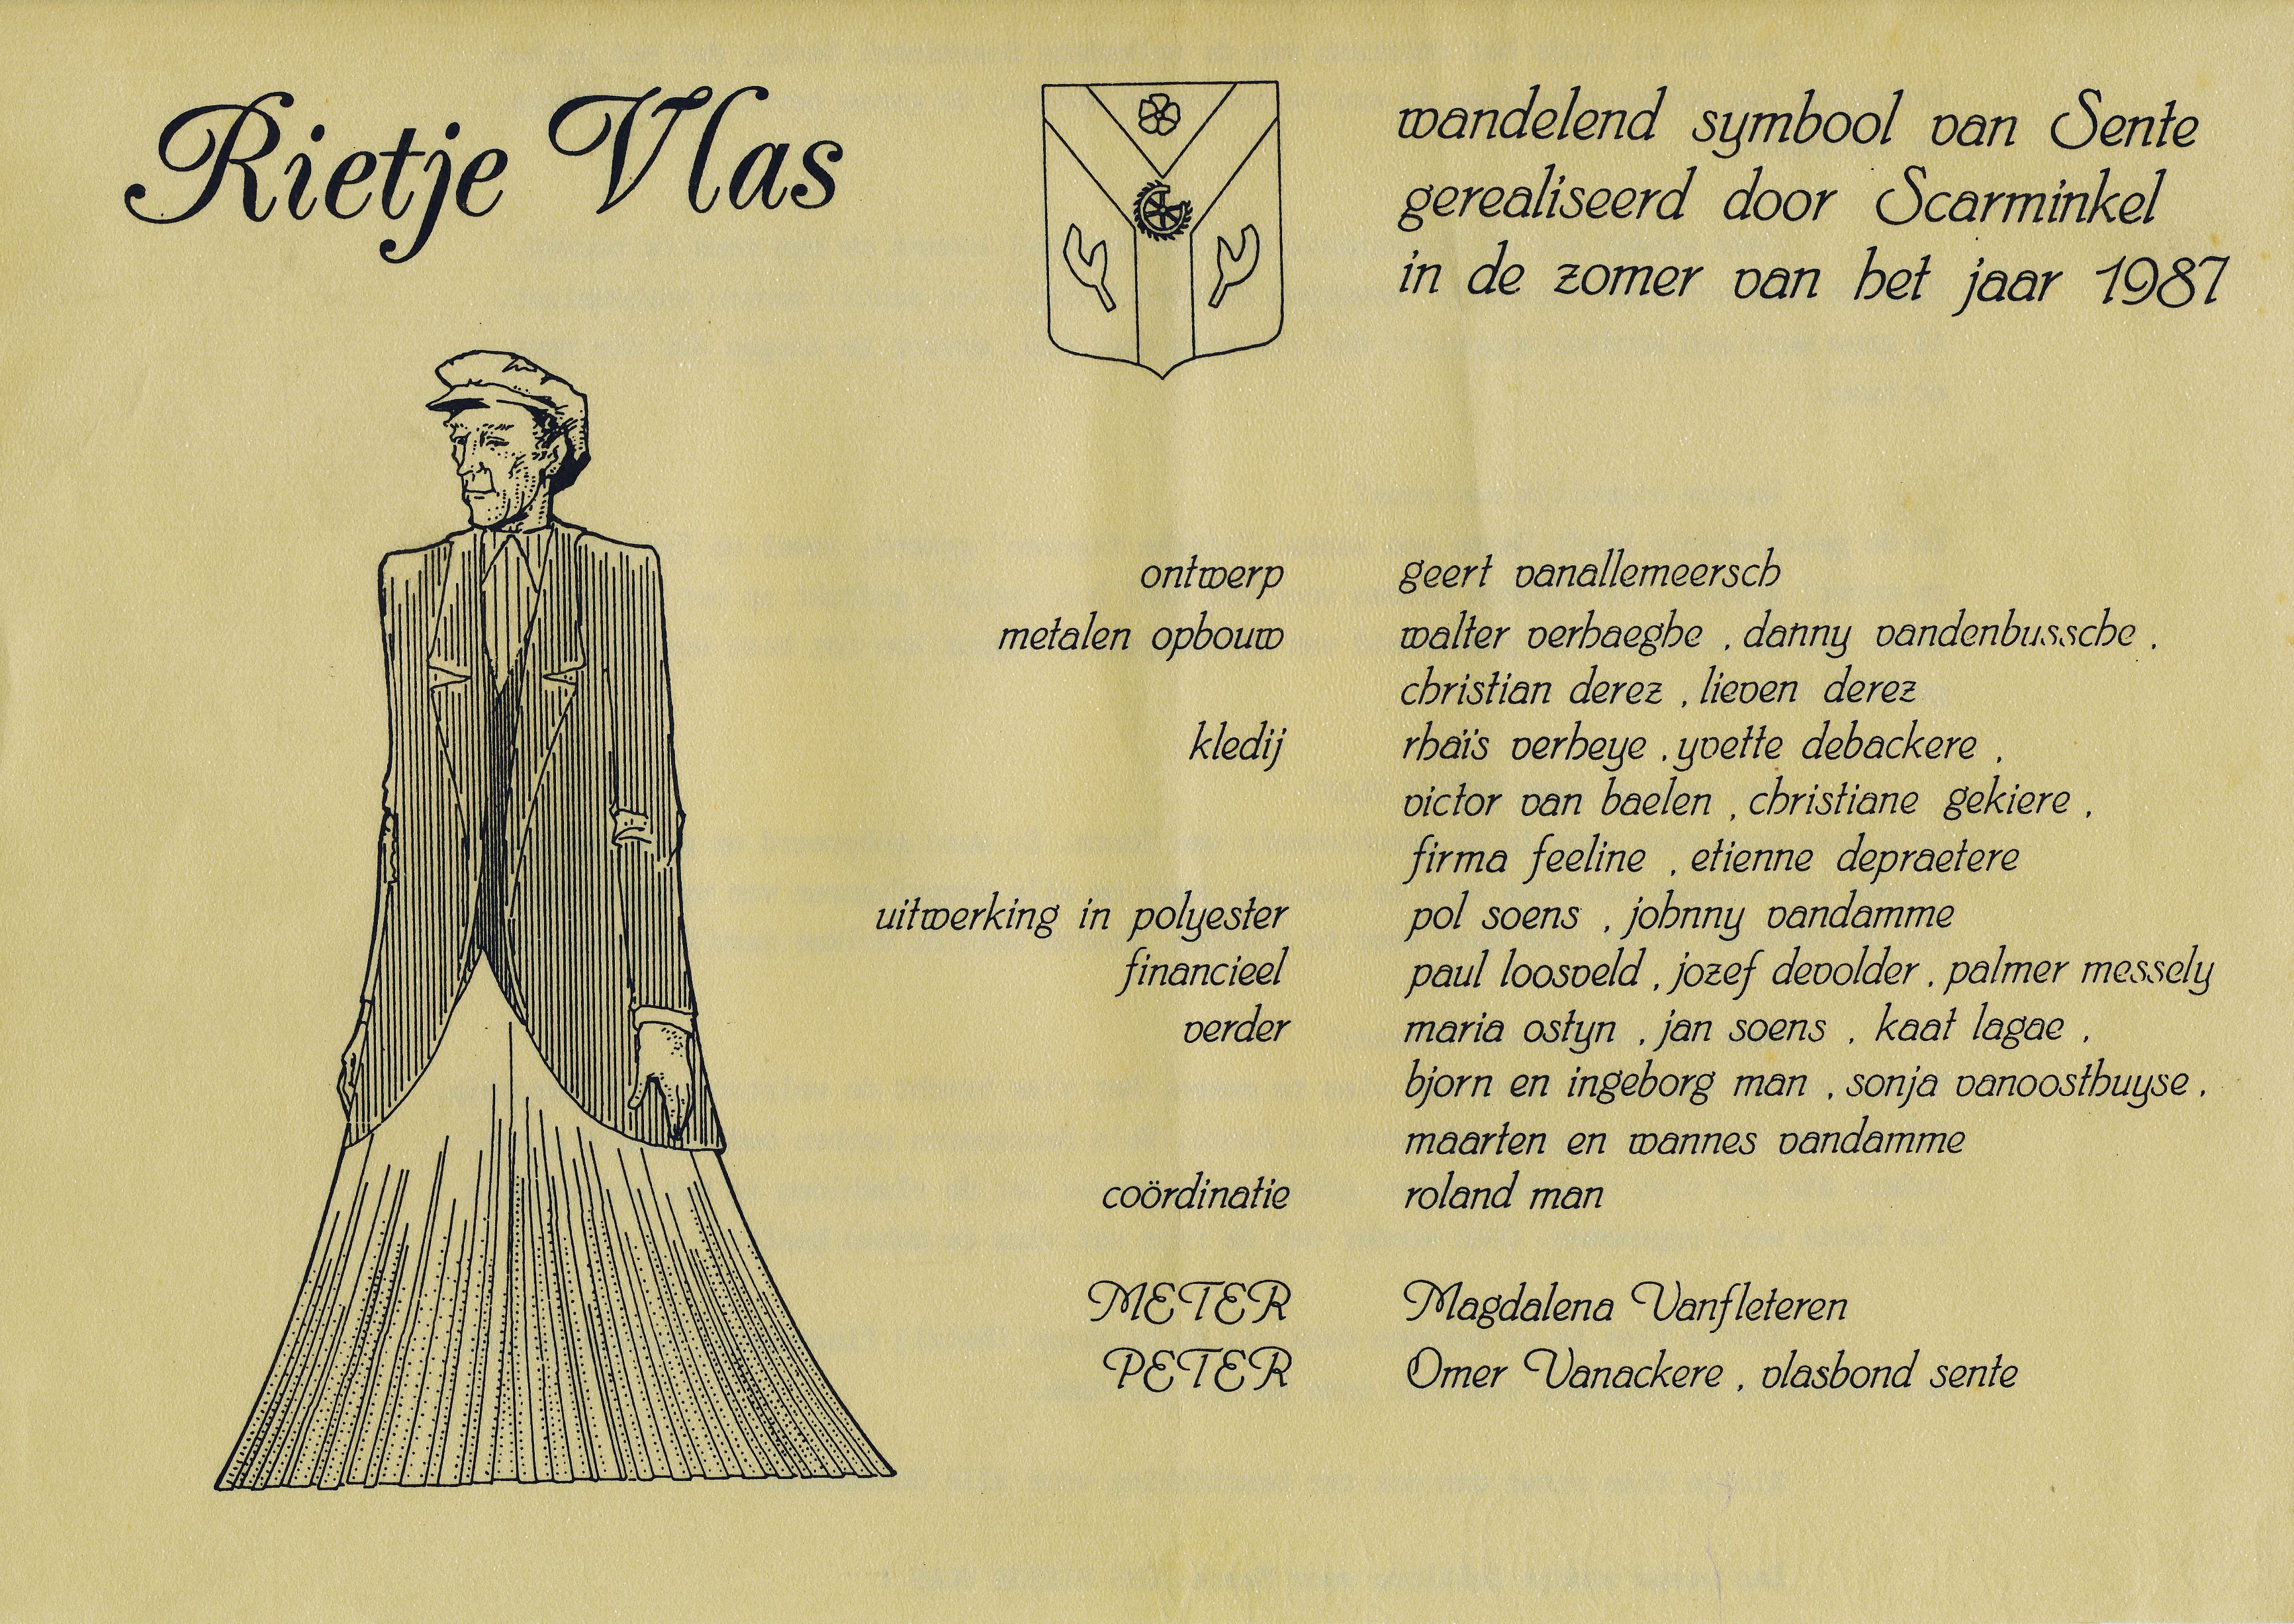 Rietje Vlas
wandelend symbool van Sente
gerealiseerd door Scarminkel
in de zomer van het jaar 1987
ontwerp geert vanallemeersch
metalen opbouw walter verhaeghe , danny vandenbussche ,
christian derez , lieven derez
kledij rhaïs verheye , yvette debackere ,
victor van baelen , christiane gekiere ,
firma feeline , etienne depraetere
uitwerking in polyester pol soens , johnny vandamme
financieel paul loosveld , jozef devolder , palmer messely
verder maria ostyn , jan soens , kaat lagae ,
bjorn en ingeborg man , sonja vanoosthuyse ,
maarten en wannes vandamme
coördinatie roland man
METER Magdalena Vanfleteren
PETER Omer Vanackere , vlasbond sente